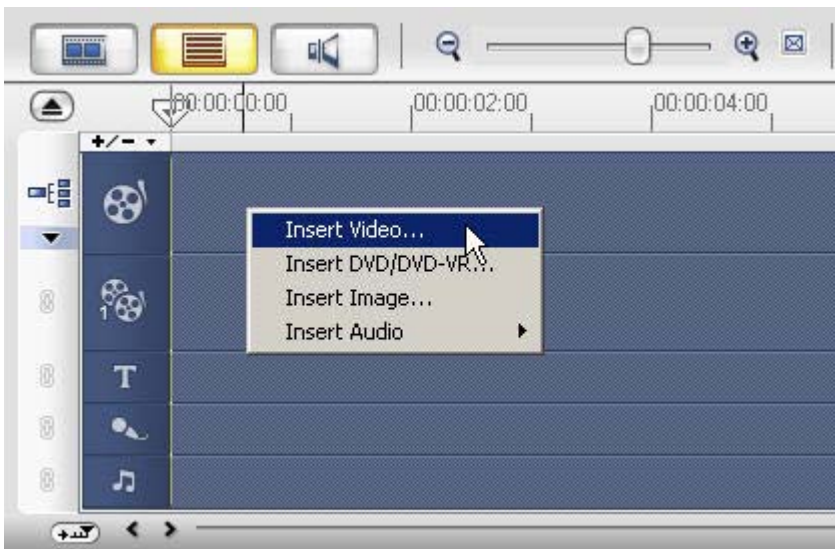 00:00:00:00 00:00:02:00 00:00:04:00
+/-
Insert Video...
Insert DVD/DVD-VR...
Insert Image...
1
Insert Audio
T